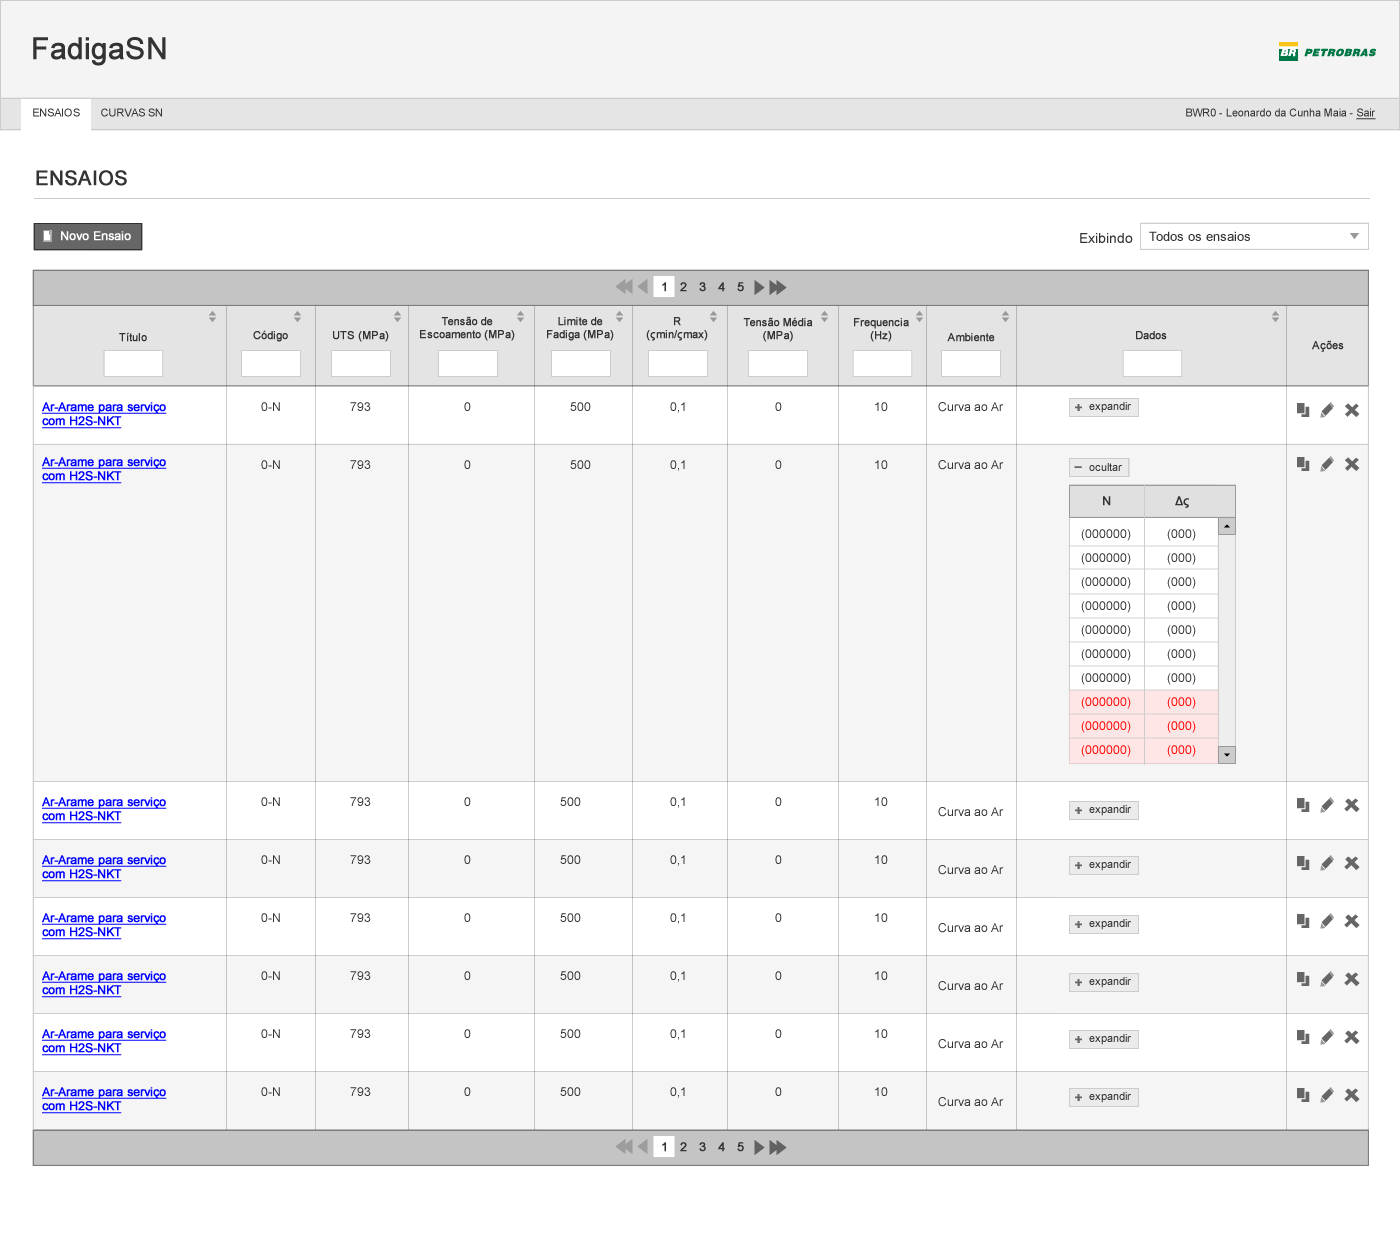 FadigaSN
BR PETROBRAS
ENSAIOS CURVAS SN BWR0 - Leonardo da Cunha Maia - Sair
ENSAIOS
Novo Ensaio Exibindo Todos os ensaios
1 2 3 4 5
Título Código UTS (MPa) Tensão de Escoamento (MPa) Limite de Fadiga (MPa) R (ςmin/ςmax) Tensão Média (MPa) Frequencia (Hz) Ambiente Dados Ações
Ar-Arame para serviço 0-N 793 0 500 0,1 0 10 Curva ao Ar + expandir
com H2S-NKT
Ar-Arame para serviço 0-N 793 0 500 0,1 0 10 Curva ao Ar − ocultar
com H2S-NKT
N Δς
(000000) (000)
(000000) (000)
(000000) (000)
(000000) (000)
(000000) (000)
(000000) (000)
(000000) (000)
(000000) (000)
(000000) (000)
(000000) (000)
Ar-Arame para serviço 0-N 793 0 500 0,1 0 10 Curva ao Ar + expandir
com H2S-NKT
Ar-Arame para serviço 0-N 793 0 500 0,1 0 10 Curva ao Ar + expandir
com H2S-NKT
Ar-Arame para serviço 0-N 793 0 500 0,1 0 10 Curva ao Ar + expandir
com H2S-NKT
Ar-Arame para serviço 0-N 793 0 500 0,1 0 10 Curva ao Ar + expandir
com H2S-NKT
Ar-Arame para serviço 0-N 793 0 500 0,1 0 10 Curva ao Ar + expandir
com H2S-NKT
Ar-Arame para serviço 0-N 793 0 500 0,1 0 10 Curva ao Ar + expandir
com H2S-NKT
1 2 3 4 5